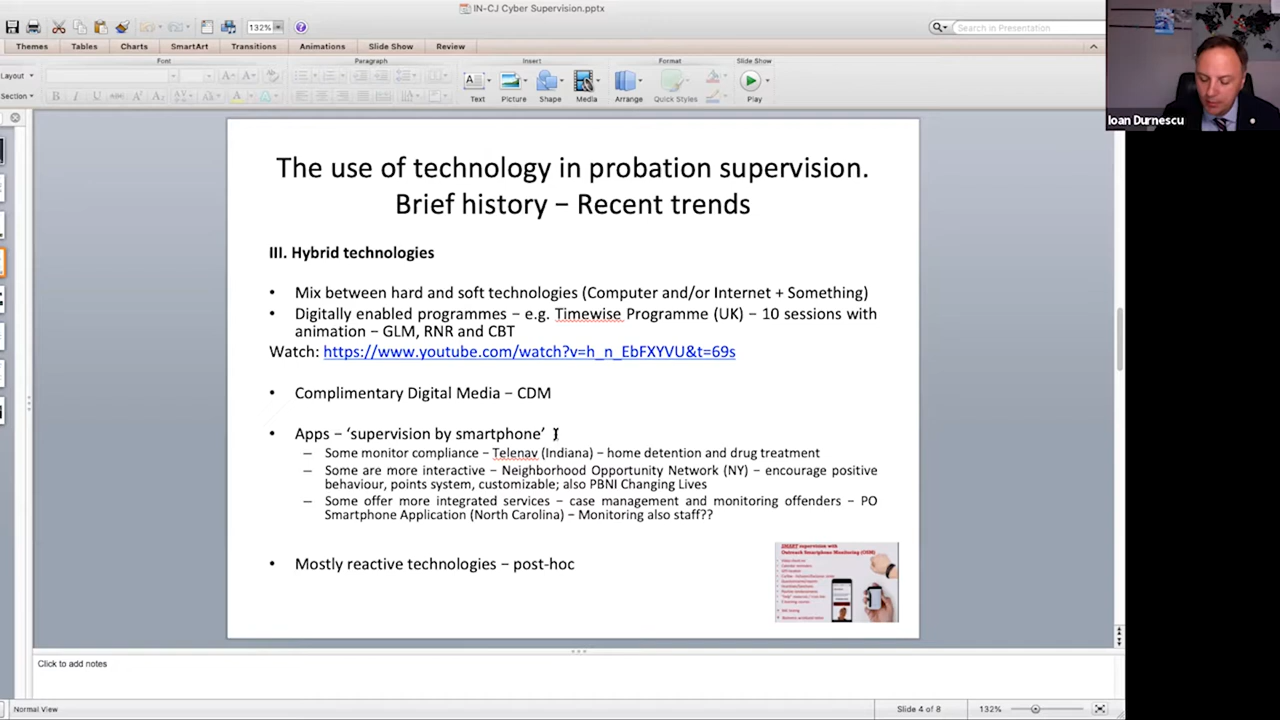 IN-CJ Cyber Supervision.pptx
132%
Search in Presentation
Themes
Tables
Charts
SmartArt
Transitions
Animations
Slide Show
Review
Layout
Font
Paragraph
Insert
Format
Slide Show
Section
Text
Picture
Shape
Media
Arrange
Quick Styles
Play
Ioan Durnescu
The use of technology in probation supervision.
Brief history – Recent trends
III. Hybrid technologies
• Mix between hard and soft technologies (Computer and/or Internet + Something)
• Digitally enabled programmes – e.g. Timewise Programme (UK) – 10 sessions with
animation – GLM, RNR and CBT
Watch: https://www.youtube.com/watch?v=h_n_EbFXYVU&t=69s
• Complimentary Digital Media – CDM
• Apps – ‘supervision by smartphone’
– Some monitor compliance – Telenav (Indiana) – home detention and drug treatment
– Some are more interactive – Neighborhood Opportunity Network (NY) – encourage positive
behaviour, points system, customizable; also PBNI Changing Lives
– Some offer more integrated services – case management and monitoring offenders – PO
Smartphone Application (North Carolina) – Monitoring also staff??
• Mostly reactive technologies – post-hoc
SMART supervision with
Outreach Smartphone Monitoring (OSM)
Click to add notes
Normal View
Slide 4 of 8
132%